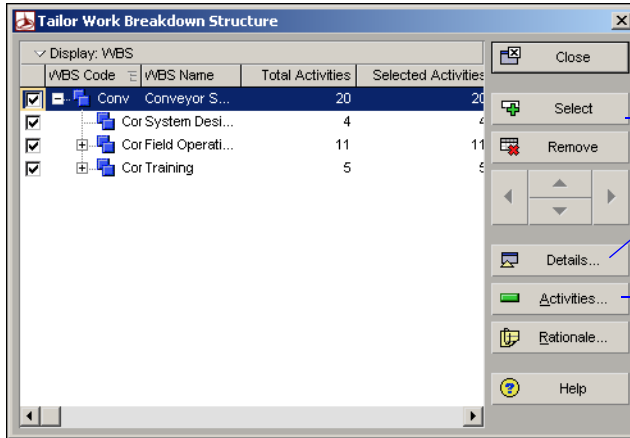 Tailor Work Breakdown Structure
Display: WBS
WBS Code WBS Name Total Activities Selected Activities
Conv Conveyor S... 20 20
Cor System Desi... 4 4
Cor Field Operati... 11 11
Cor Training 5 5
Close
Select
Remove
Details...
Activities...
Rationale...
Help